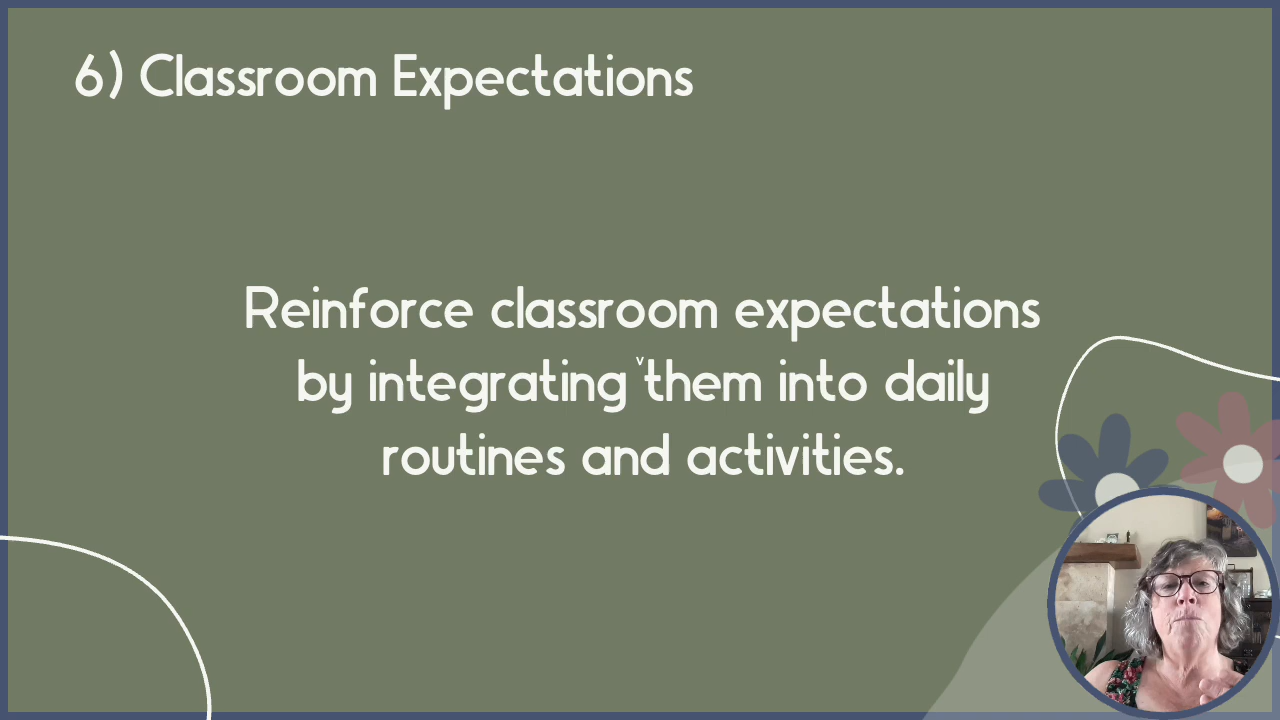 6) Classroom Expectations
Reinforce classroom expectations
by integrating ˅them into daily
routines and activities.